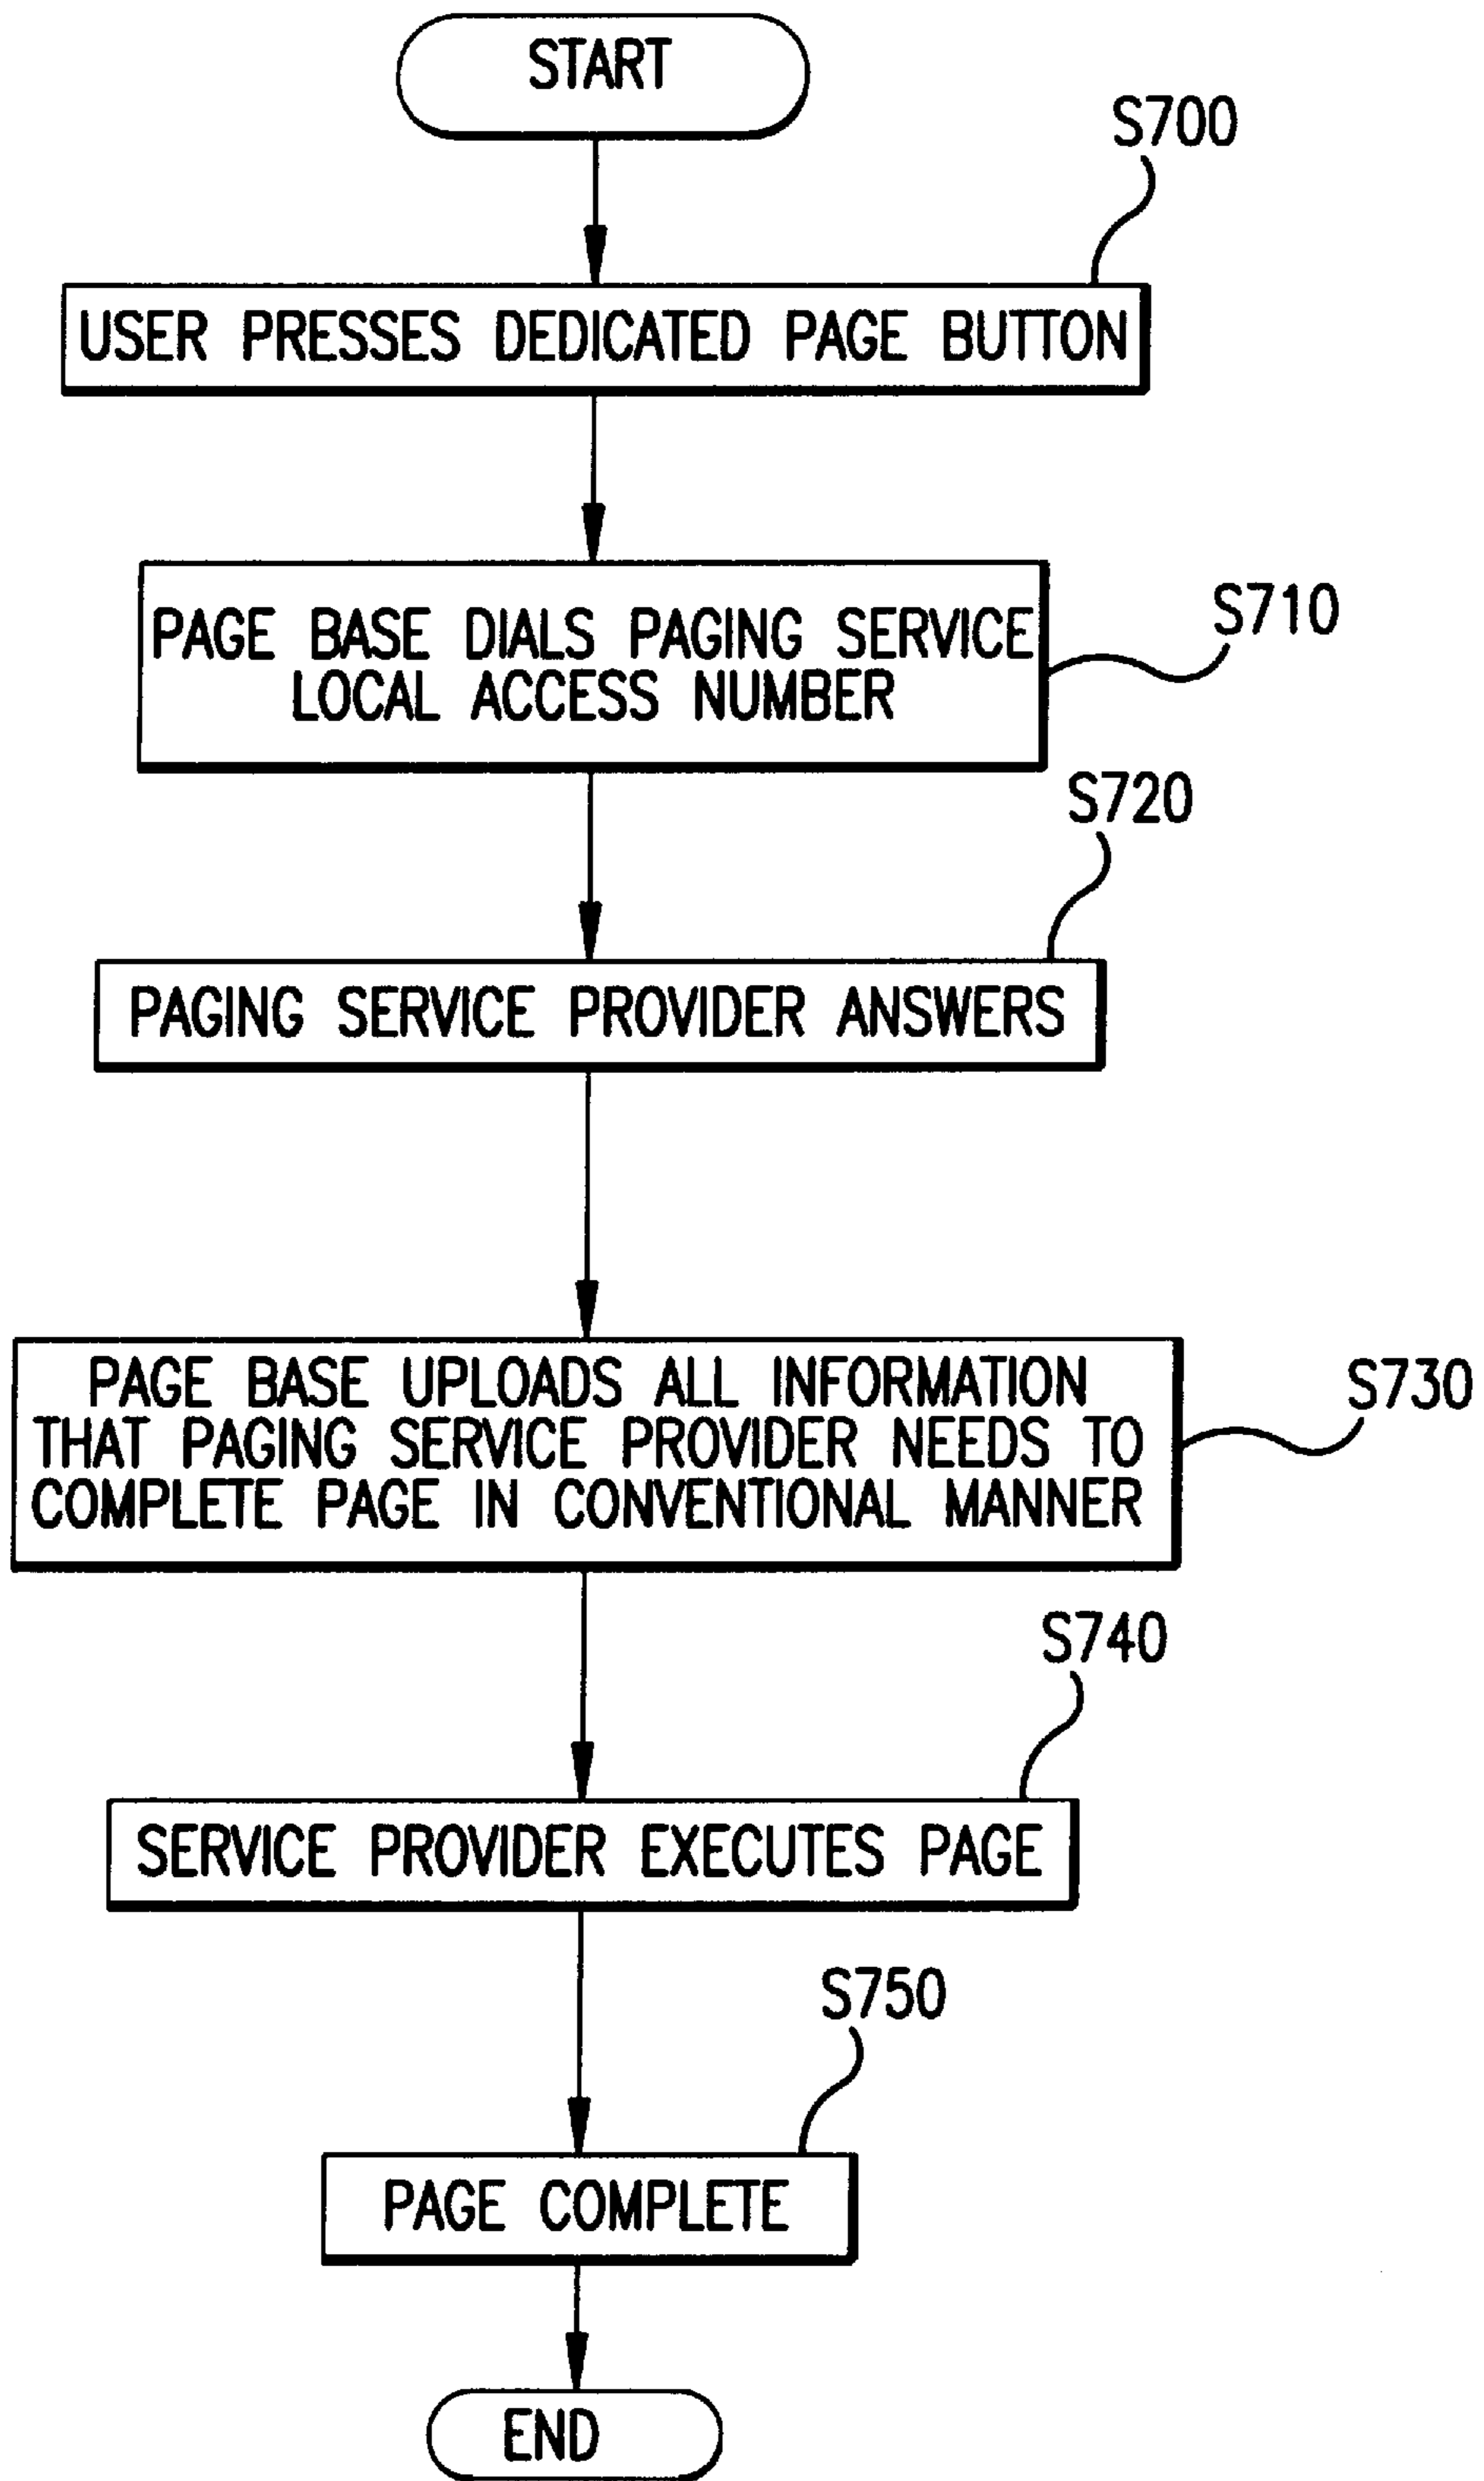 START
S700
USER PRESSES DEDICATED PAGE BUTTON
PAGE BASE DIALS PAGING SERVICE
LOCAL ACCESS NUMBER
S710
S720
PAGING SERVICE PROVIDER ANSWERS
PAGE BASE UPLOADS ALL INFORMATION
THAT PAGING SERVICE PROVIDER NEEDS TO
COMPLETE PAGE IN CONVENTIONAL MANNER
S730
S740
SERVICE PROVIDER EXECUTES PAGE
S750
PAGE COMPLETE
END